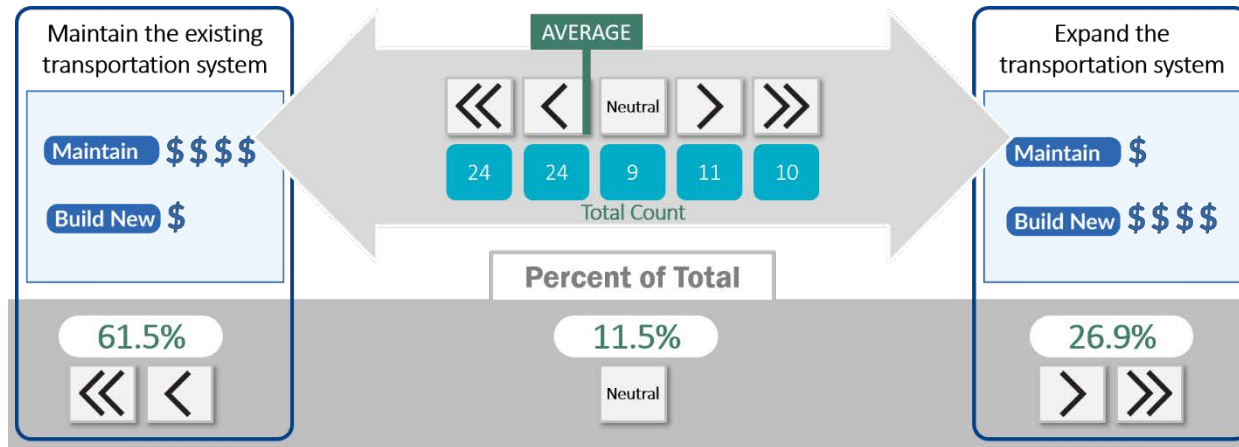 Maintain the existing
transportation system
Maintain $$$$
Build New $
AVERAGE
Neutral
24 24 9 11 10
Total Count
Expand the
transportation system
Maintain $
Build New $$$$
Percent of Total
61.5% 11.5% 26.9%
Neutral